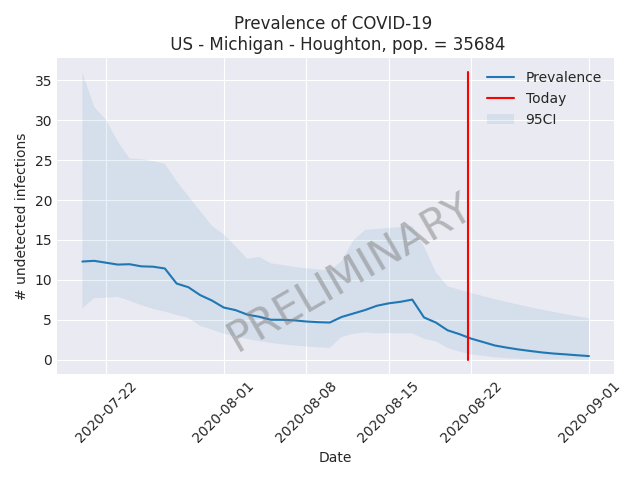 Prevalence of COVID-19
US - Michigan - Houghton, pop. = 35684
Prevalence
Today
95CI
# undetected infections
35
30
25
20
15
10
5
0
PRELIMINARY
2020-07-22
2020-08-01
2020-08-08
2020-08-15
2020-08-22
2020-09-01
Date